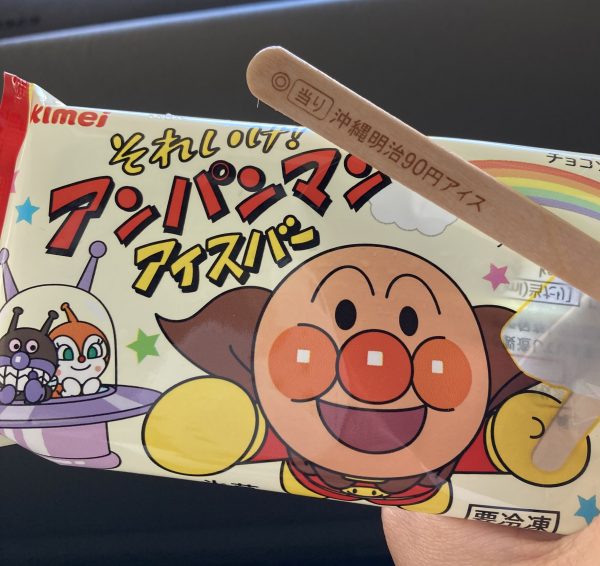 Kimei
それいけ!
アンパンマン
アイスバー
◎ 当り 沖縄明治90円アイス
チョコ
要冷凍